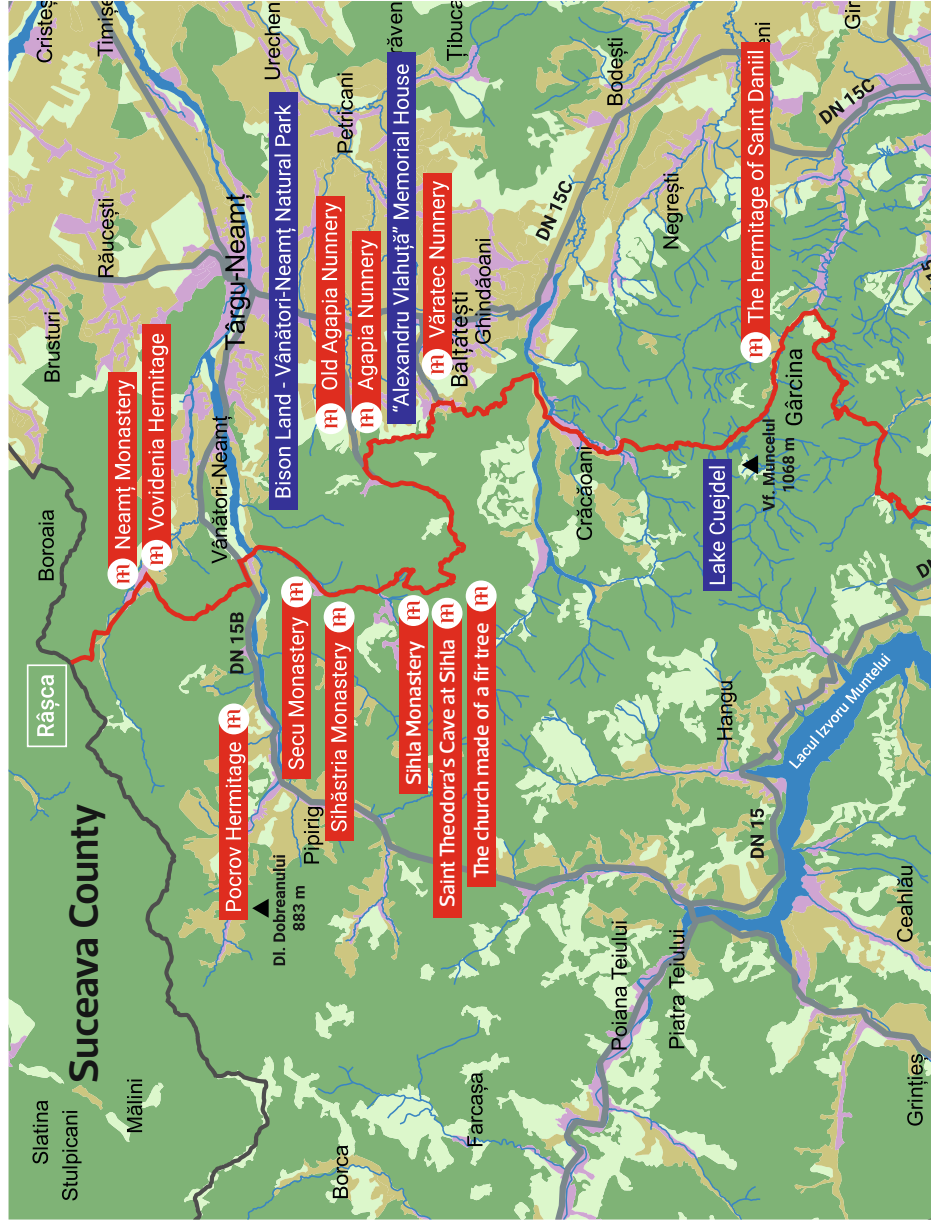 Slatina
Stulpicani
Suceava County
Râșca
Boroaia
Brusturi
Cristeș
Mălini
Neamț Monastery
Vovidenia Hermitage
Răucești
Timișe
Pocrov Hermitage
DN 15B
Vânători-Neamț
Târgu-Neamț
Dl. Dobreanului
883 m
Bison Land - Vânători-Neamț Natural Park
Urechen
Secu Monastery
Pipirig
Sihăstria Monastery
Old Agapia Nunnery
Petricani
Borca
Agapia Nunnery
"Alexandru Vlahuță" Memorial House
Sihla Monastery
Saint Theodora's Cave at Sihla
Văratec Nunnery
Bălțătești
Țibuca
Farcașa
The church made of a fir tree
Ghindăoani
DN 15C
Crăcăoani
Bodești
Poiana Teiului
Piatra Teiului
Negrești
Hangu
Lake Cuejdel
DN 15
The hermitage of Saint Daniil
Vf. Muncelul
1068 m
Gârcina
Lacul Izvoru Muntelui
DN 15C
Ceahlău
Grințieș